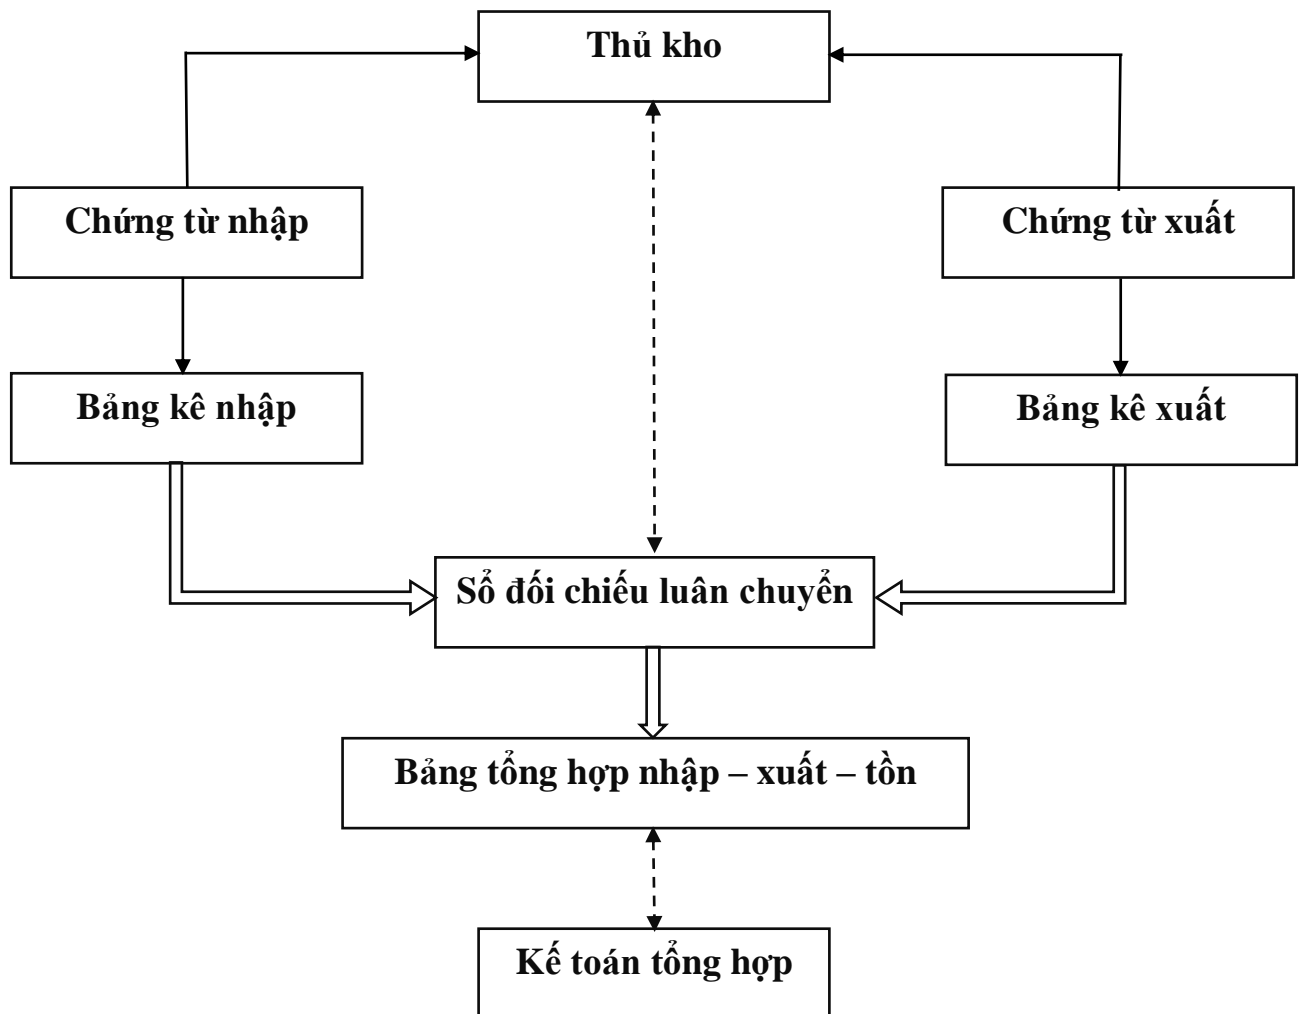 Thủ kho
Chứng từ nhập
Chứng từ xuất
Bảng kê nhập
Bảng kê xuất
Sổ đối chiếu luân chuyển
Bảng tổng hợp nhập – xuất – tồn
Kế toán tổng hợp